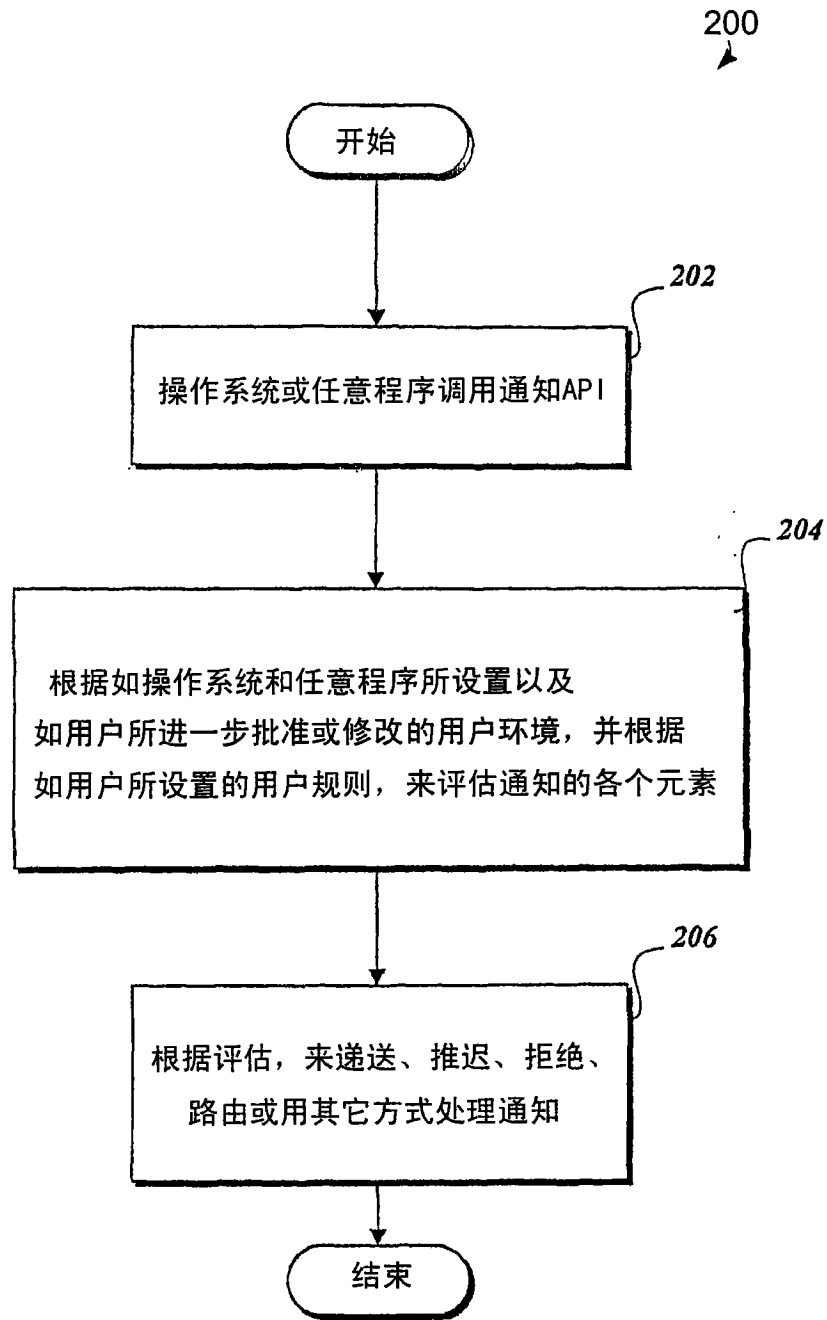 200
开始
202
操作系统或任意程序调用通知API
204
根据如操作系统和任意程序所设置以及
如用户所进一步批准或修改的用户环境，并根据
如用户所设置的用户规则，来评估通知的各个元素
206
根据评估，来递送、推迟、拒绝、
路由或用其它方式处理通知
结束